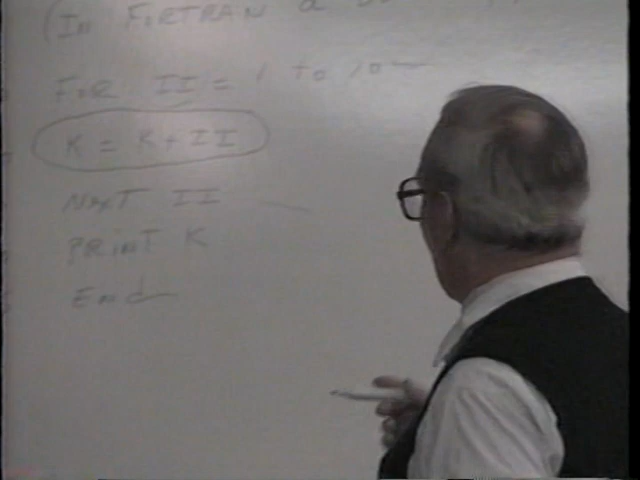 (In FORTRAN a
FOR II = 1 to 10
K = K + II
NEXT II
PRINT K
End